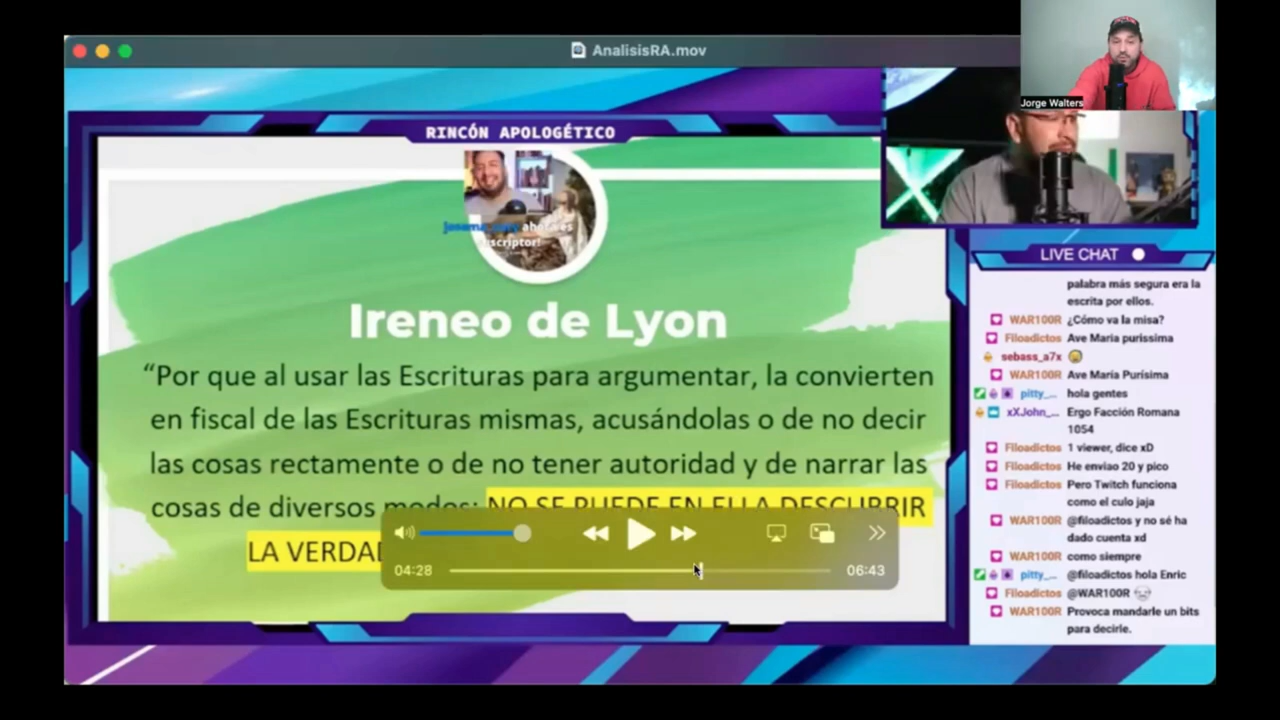 AnalisisRA.mov
Jorge Walters
RINCÓN APOLOGÉTICO
ahora es
suscriptor!
Ireneo de Lyon
“Por que al usar las Escrituras para argumentar, la convierten
en fiscal de las Escrituras mismas, acusándolas o de no decir
las cosas rectamente o de no tener autoridad y de narrar las
cosas de diversos modos: NO SE PUEDE EN ELLA DESCUBRIR
LA VERDAD
04:28
06:43
LIVE CHAT
palabra más segura era la
escrita por ellos.
WAR100R ¿Cómo va la misa?
Filoadictos Ave Maria purissima
sebass_a7x
WAR100R Ave María Purísima
pitty_... hola gentes
xXJohn_... Ergo Facción Romana
1054
Filoadictos 1 viewer, dice xD
Filoadictos He enviao 20 y pico
Filoadictos Pero Twitch funciona
como el culo jaja
WAR100R @filoadictos y no sé ha
dado cuenta xd
WAR100R como siempre
pitty_... @filoadictos hola Enric
Filoadictos @WAR100R
WAR100R Provoca mandarle un bits
para decirle.